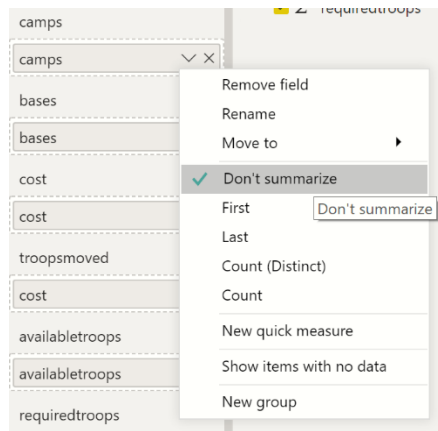 camps
camps
bases
bases
cost
cost
troopsmoved
cost
availabletroops
availabletroops
requiredtroops
Σ requiredtroops
Remove field
Rename
Move to
Don't summarize
First
Don't summarize
Last
Count (Distinct)
Count
New quick measure
Show items with no data
New group